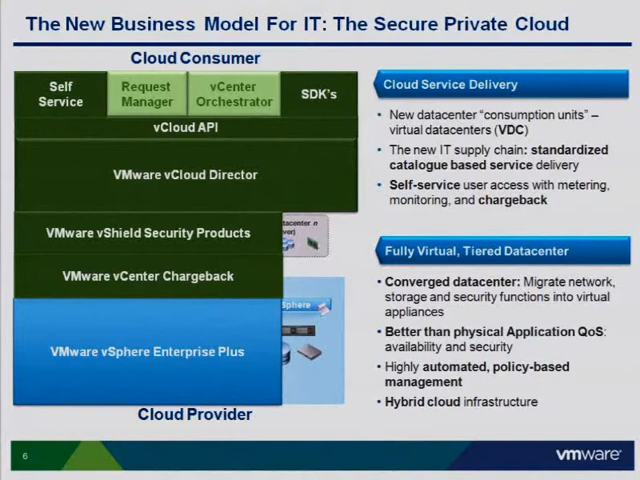 The New Business Model For IT: The Secure Private Cloud
Cloud Consumer
Self
Service
Request
Manager
vCenter
Orchestrator
SDK's
vCloud API
VMware vCloud Director
VMware vShield Security Products
VMware vCenter Chargeback
VMware vSphere Enterprise Plus
Cloud Provider
tacenter n
ver)
Sphere
Cloud Service Delivery
• New datacenter “consumption units” –
virtual datacenters (VDC)
• The new IT supply chain: standardized
catalogue based service delivery
• Self-service user access with metering,
monitoring, and chargeback
Fully Virtual, Tiered Datacenter
• Converged datacenter: Migrate network,
storage and security functions into virtual
appliances
• Better than physical Application QoS:
availability and security
• Highly automated, policy-based
management
• Hybrid cloud infrastructure
6
vmware